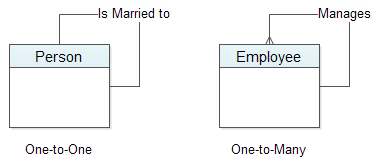 Is Married to
Person
One-to-One
Manages
Employee
One-to-Many